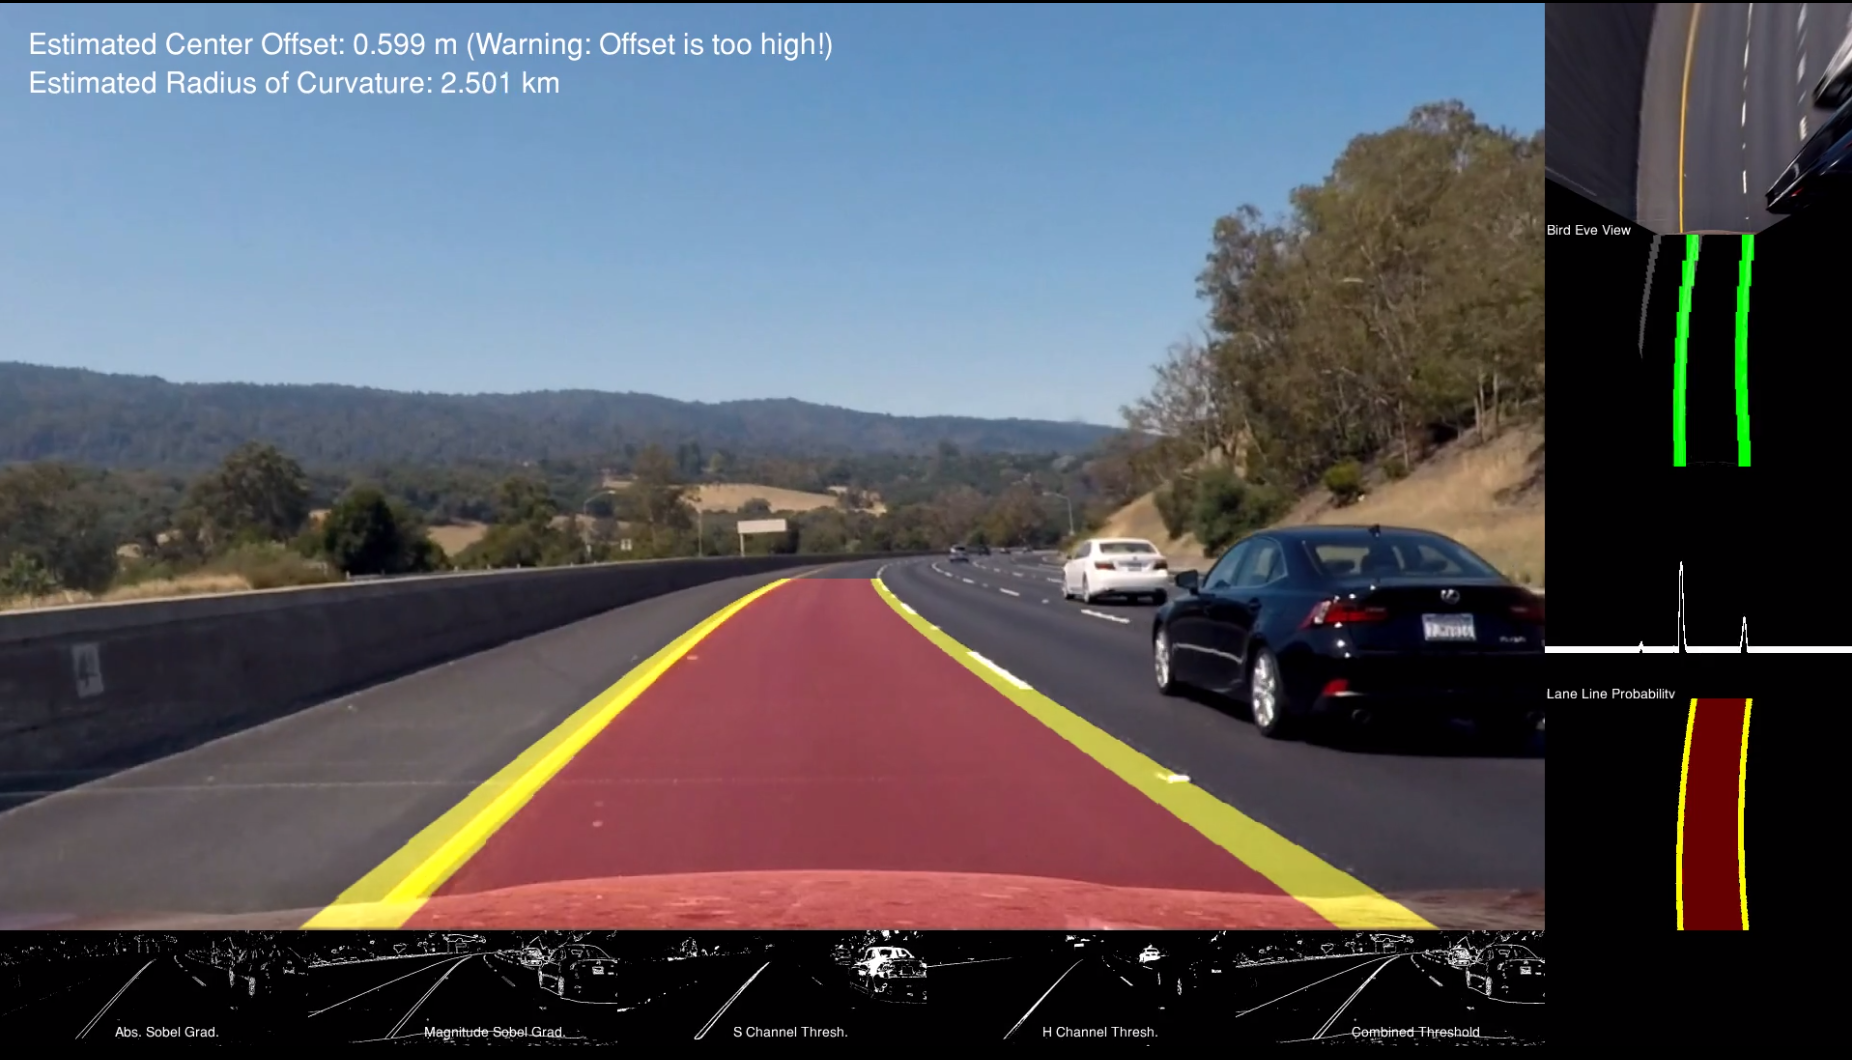 Estimated Center Offset: 0.599 m (Warning: Offset is too high!)
Estimated Radius of Curvature: 2.501 km
Bird Eye View
4
Lane Line Probability
Abs. Sobel Grad.
Magnitude Sobel Grad.
S Channel Thresh.
H Channel Thresh.
Combined Threshold